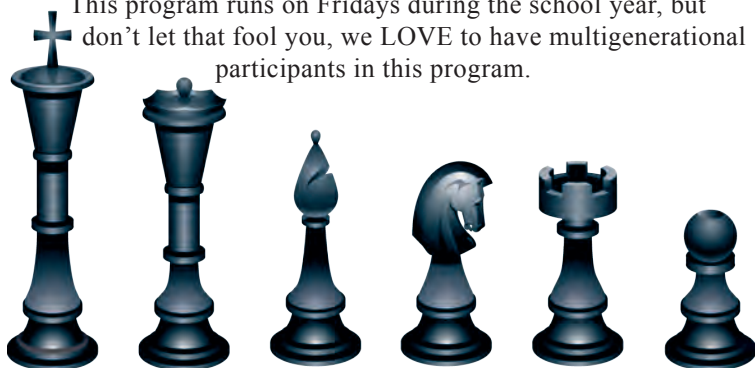 This program runs on Fridays during the school year, but
don’t let that fool you, we LOVE to have multigenerational
participants in this program.